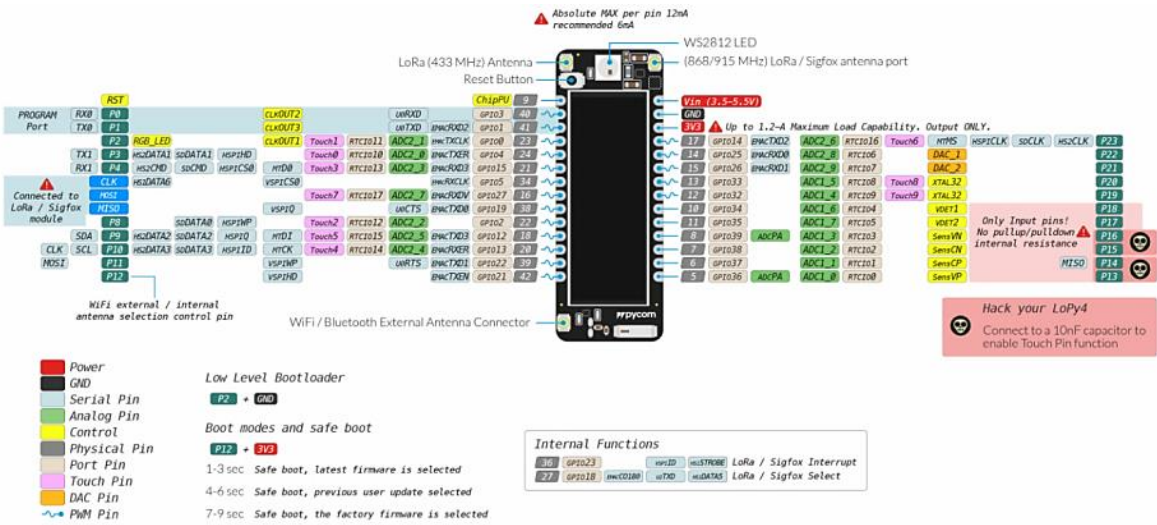 Absolute MAX per pin 12mA
recommended 6mA
WS2812 LED
LoRa (433 MHz) Antenna
(868/915 MHz) LoRa / Sigfox antenna port
Reset Button
RST ChipPU 9 Vin (3.5-5.5V)
PROGRAM Port
RX0 P0 CLKOUT2 U0RXD GPIO3 40 GND
TX0 P1 CLKOUT3 U0TXD EMACRXD2 GPIO1 41 3V3 Up to 1.2-A Maximum Load Capability. Output ONLY.
P2 RGB_LED CLKOUT1 Touch1 RTCIO11 ADC2_1 EMACTXCLK GPIO0 23 17 GPIO14 EMACTXD2 ADC2_6 RTCIO16 Touch6 MTMS HSPICLK SDCLK HS2CLK P23
TX1 P3 HS2DATA1 SDDATA1 HSPIHD Touch0 RTCIO10 ADC2_0 EMACTXER GPIO4 24 14 GPIO25 EMACRXD0 ADC2_8 RTCIO6 DAC_1 P22
RX1 P4 HS2CMD SDCMD HSPICS0 MTDO Touch3 RTCIO13 ADC2_3 EMACRXD3 GPIO15 21 15 GPIO26 EMACRXD1 ADC2_9 RTCIO7 DAC_2 P21
Connected to
LoRa / Sigfox
module
CLK HS1DATA6 VSPICS0 EMACRXCLK GPIO5 34 13 GPIO33 ADC1_5 RTCIO8 Touch8 XTAL32 P20
MOSI Touch7 RTCIO17 ADC2_7 EMACRXDV GPIO27 16 12 GPIO32 ADC1_4 RTCIO9 Touch9 XTAL32 P19
MISO VSPIQ U0CTS EMACTXD0 GPIO19 38 10 GPIO34 ADC1_6 RTCIO4 VDET1 P18
P8 SDDATA0 HSPIWP Touch2 RTCIO12 ADC2_2 GPIO2 22 11 GPIO35 ADC1_7 RTCIO5 VDET2 P17
SDA P9 HS2DATA2 SDDATA2 HSPIQ MTDI Touch5 RTCIO15 ADC2_5 EMACTXD3 GPIO12 18 8 GPIO39 ADCPA ADC1_3 RTCIO3 SensVN P16
CLK SCL P10 HS2DATA3 SDDATA3 HSPIID MTCK Touch4 RTCIO14 ADC2_4 EMACRXER GPIO13 20 7 GPIO38 ADC1_2 RTCIO2 SensCN P15
MOSI P11 VSPIWP U0RTS EMACTXD1 GPIO22 39 6 GPIO37 ADC1_1 RTCIO1 SensCP MISO P14
P12 VSPIHD EMACTXEN GPIO21 42 5 GPIO36 ADCPA ADC1_0 RTCIO0 SensVP P13
Only Input pins!
No pullup/pulldown
internal resistance
WiFi external / internal
antenna selection control pin
WiFi / Bluetooth External Antenna Connector
pycom
Hack your LoPy4
Connect to a 10nF capacitor to
enable Touch Pin function
Power
GND
Serial Pin
Analog Pin
Control
Physical Pin
Port Pin
Touch Pin
DAC Pin
PWM Pin
Low Level Bootloader
P2 + GND
Boot modes and safe boot
P12 + 3V3
1-3 sec Safe boot, latest firmware is selected
4-6 sec Safe boot, previous user update selected
7-9 sec Safe boot, the factory firmware is selected
Internal Functions
36 GPIO23 VSPIID HS1STROBE LoRa / Sigfox Interrupt
27 GPIO18 U2TXD HS1DATA5 LoRa / Sigfox Select